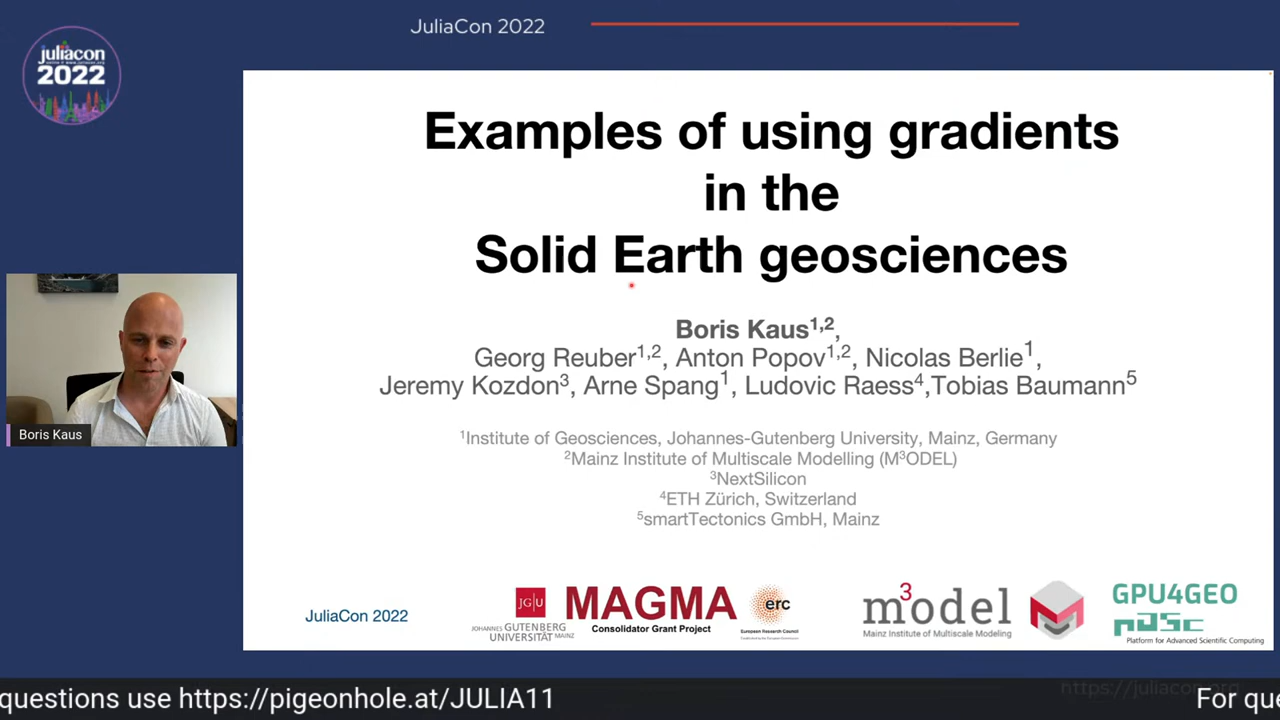 JuliaCon 2022
juliacon
2022
Examples of using gradients
in the
Solid Earth geosciences
Boris Kaus1,2,
Georg Reuber1,2, Anton Popov1,2, Nicolas Berlie1,
Jeremy Kozdon3, Arne Spang1, Ludovic Raess4,Tobias Baumann5
Boris Kaus
1Institute of Geosciences, Johannes-Gutenberg University, Mainz, Germany
2Mainz Institute of Multiscale Modelling (M3ODEL)
3NextSilicon
4ETH Zürich, Switzerland
5smartTectonics GmbH, Mainz
JuliaCon 2022
JG|U
JOHANNES GUTENBERG
UNIVERSITÄT MAINZ
MAGMA
Consolidator Grant Project
erc
European Research Council
m3odel
Mainz Institute of Multiscale Modeling
GPU4GEO
PASC
Platform for Advanced Scientific Computing
https://juliacon.org
questions use https://pigeonhole.at/JULIA11
For que